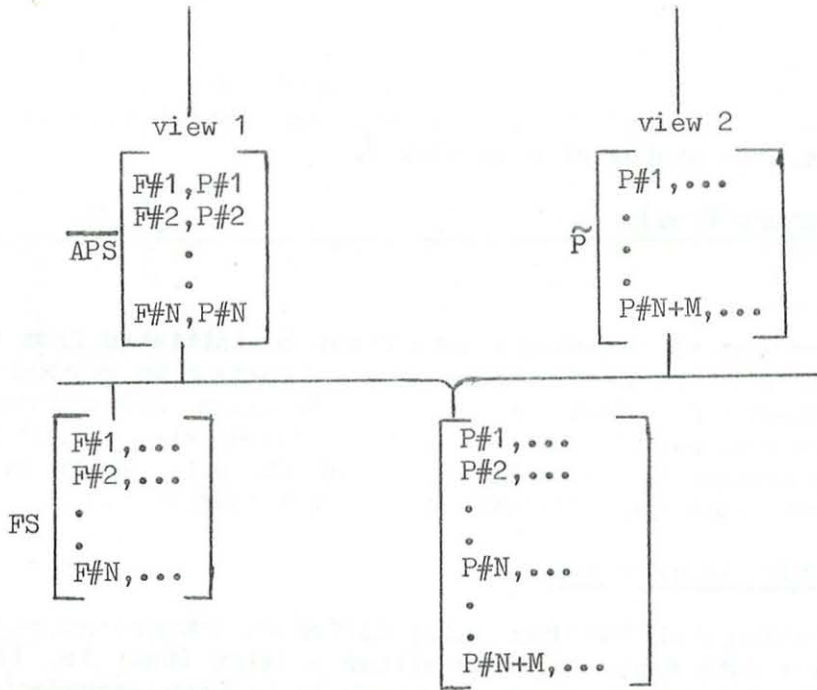 view 1
F#1,P#1
F#2,P#2
.
.
F#N,P#N
APS
view 2
P#1,...
.
.
.
P#N+M,...
P̃
F#1,...
F#2,...
.
.
F#N,...
FS
P#1,...
P#2,...
.
.
P#N,...
.
.
P#N+M,...